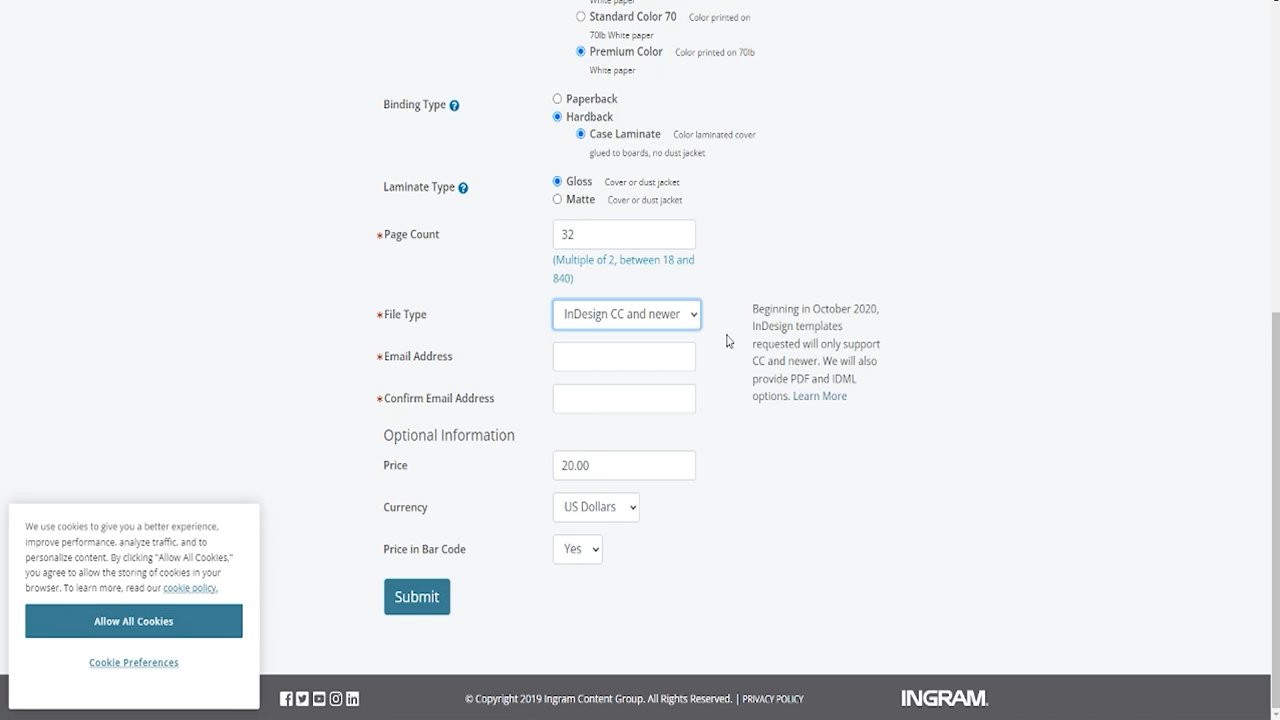 White paper
Standard Color 70 Color printed on
70lb White paper
Premium Color Color printed on 70lb
White paper
Binding Type ?
Paperback
Hardback
Case Laminate Color laminated cover
glued to boards, no dust jacket
Laminate Type ?
Gloss Cover or dust jacket
Matte Cover or dust jacket
*Page Count
32
(Multiple of 2, between 18 and
840)
*File Type
InDesign CC and newer
Beginning in October 2020,
InDesign templates
requested will only support
CC and newer. We will also
provide PDF and IDML
options. Learn More
*Email Address
*Confirm Email Address
Optional Information
Price
20.00
Currency
US Dollars
Price in Bar Code
Yes
Submit
We use cookies to give you a better experience,
improve performance, analyze traffic, and to
personalize content. By clicking "Allow All Cookies,"
you agree to allow the storing of cookies in your
browser. To learn more, read our cookie policy.
Allow All Cookies
Cookie Preferences
© Copyright 2019 Ingram Content Group. All Rights Reserved. | PRIVACY POLICY
INGRAM